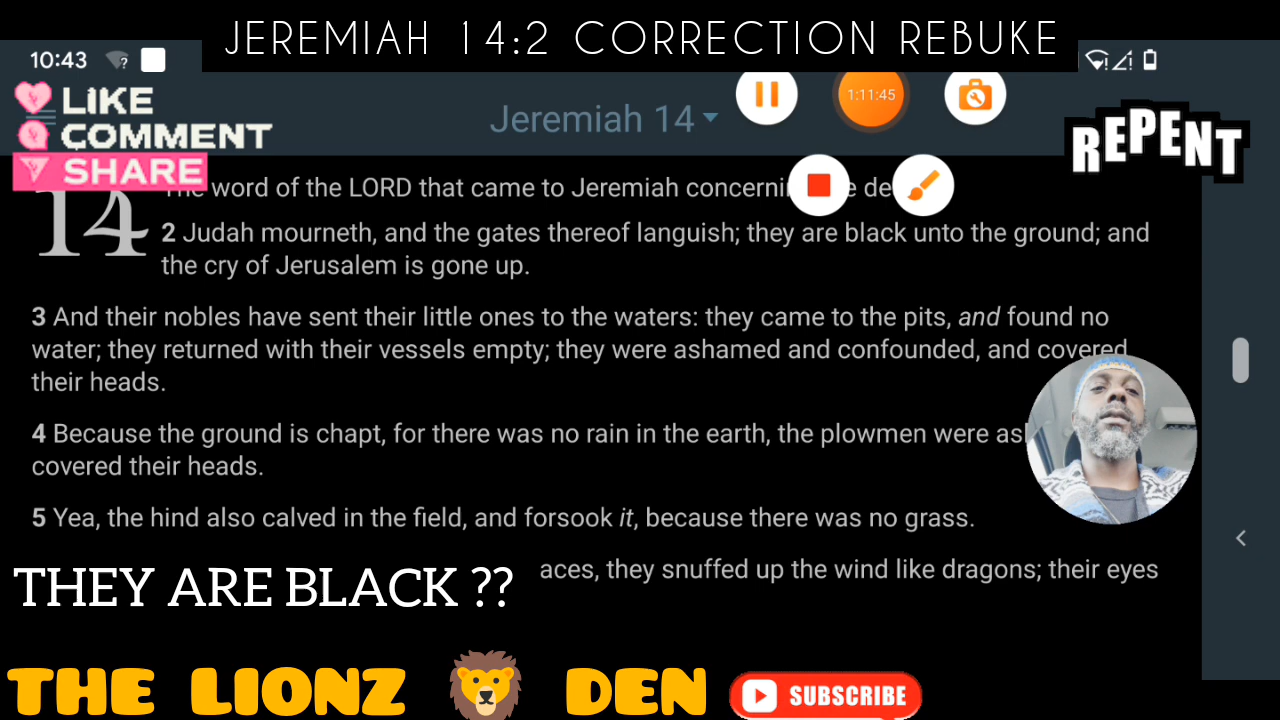 JEREMIAH 14:2 CORRECTION REBUKE
10:43
LIKE
COMMENT
SHARE
Jeremiah 14
1:11:45
REPENT
14
word of the LORD that came to Jeremiah
2 Judah mourneth, and the gates thereof languish; they are black unto the ground; and
the cry of Jerusalem is gone up.
3 And their nobles have sent their little ones to the waters: they came to the pits, and found no
water; they returned with their vessels empty; they were ashamed and confounded, and covered
their heads.
4 Because the ground is chapt, for there was no rain in the earth, the plowmen were
covered their heads.
5 Yea, the hind also calved in the field, and forsook it, because there was no grass.
they snuffed up the wind like dragons; their eyes
THEY ARE BLACK ??
THE LIONZ DEN
SUBSCRIBE